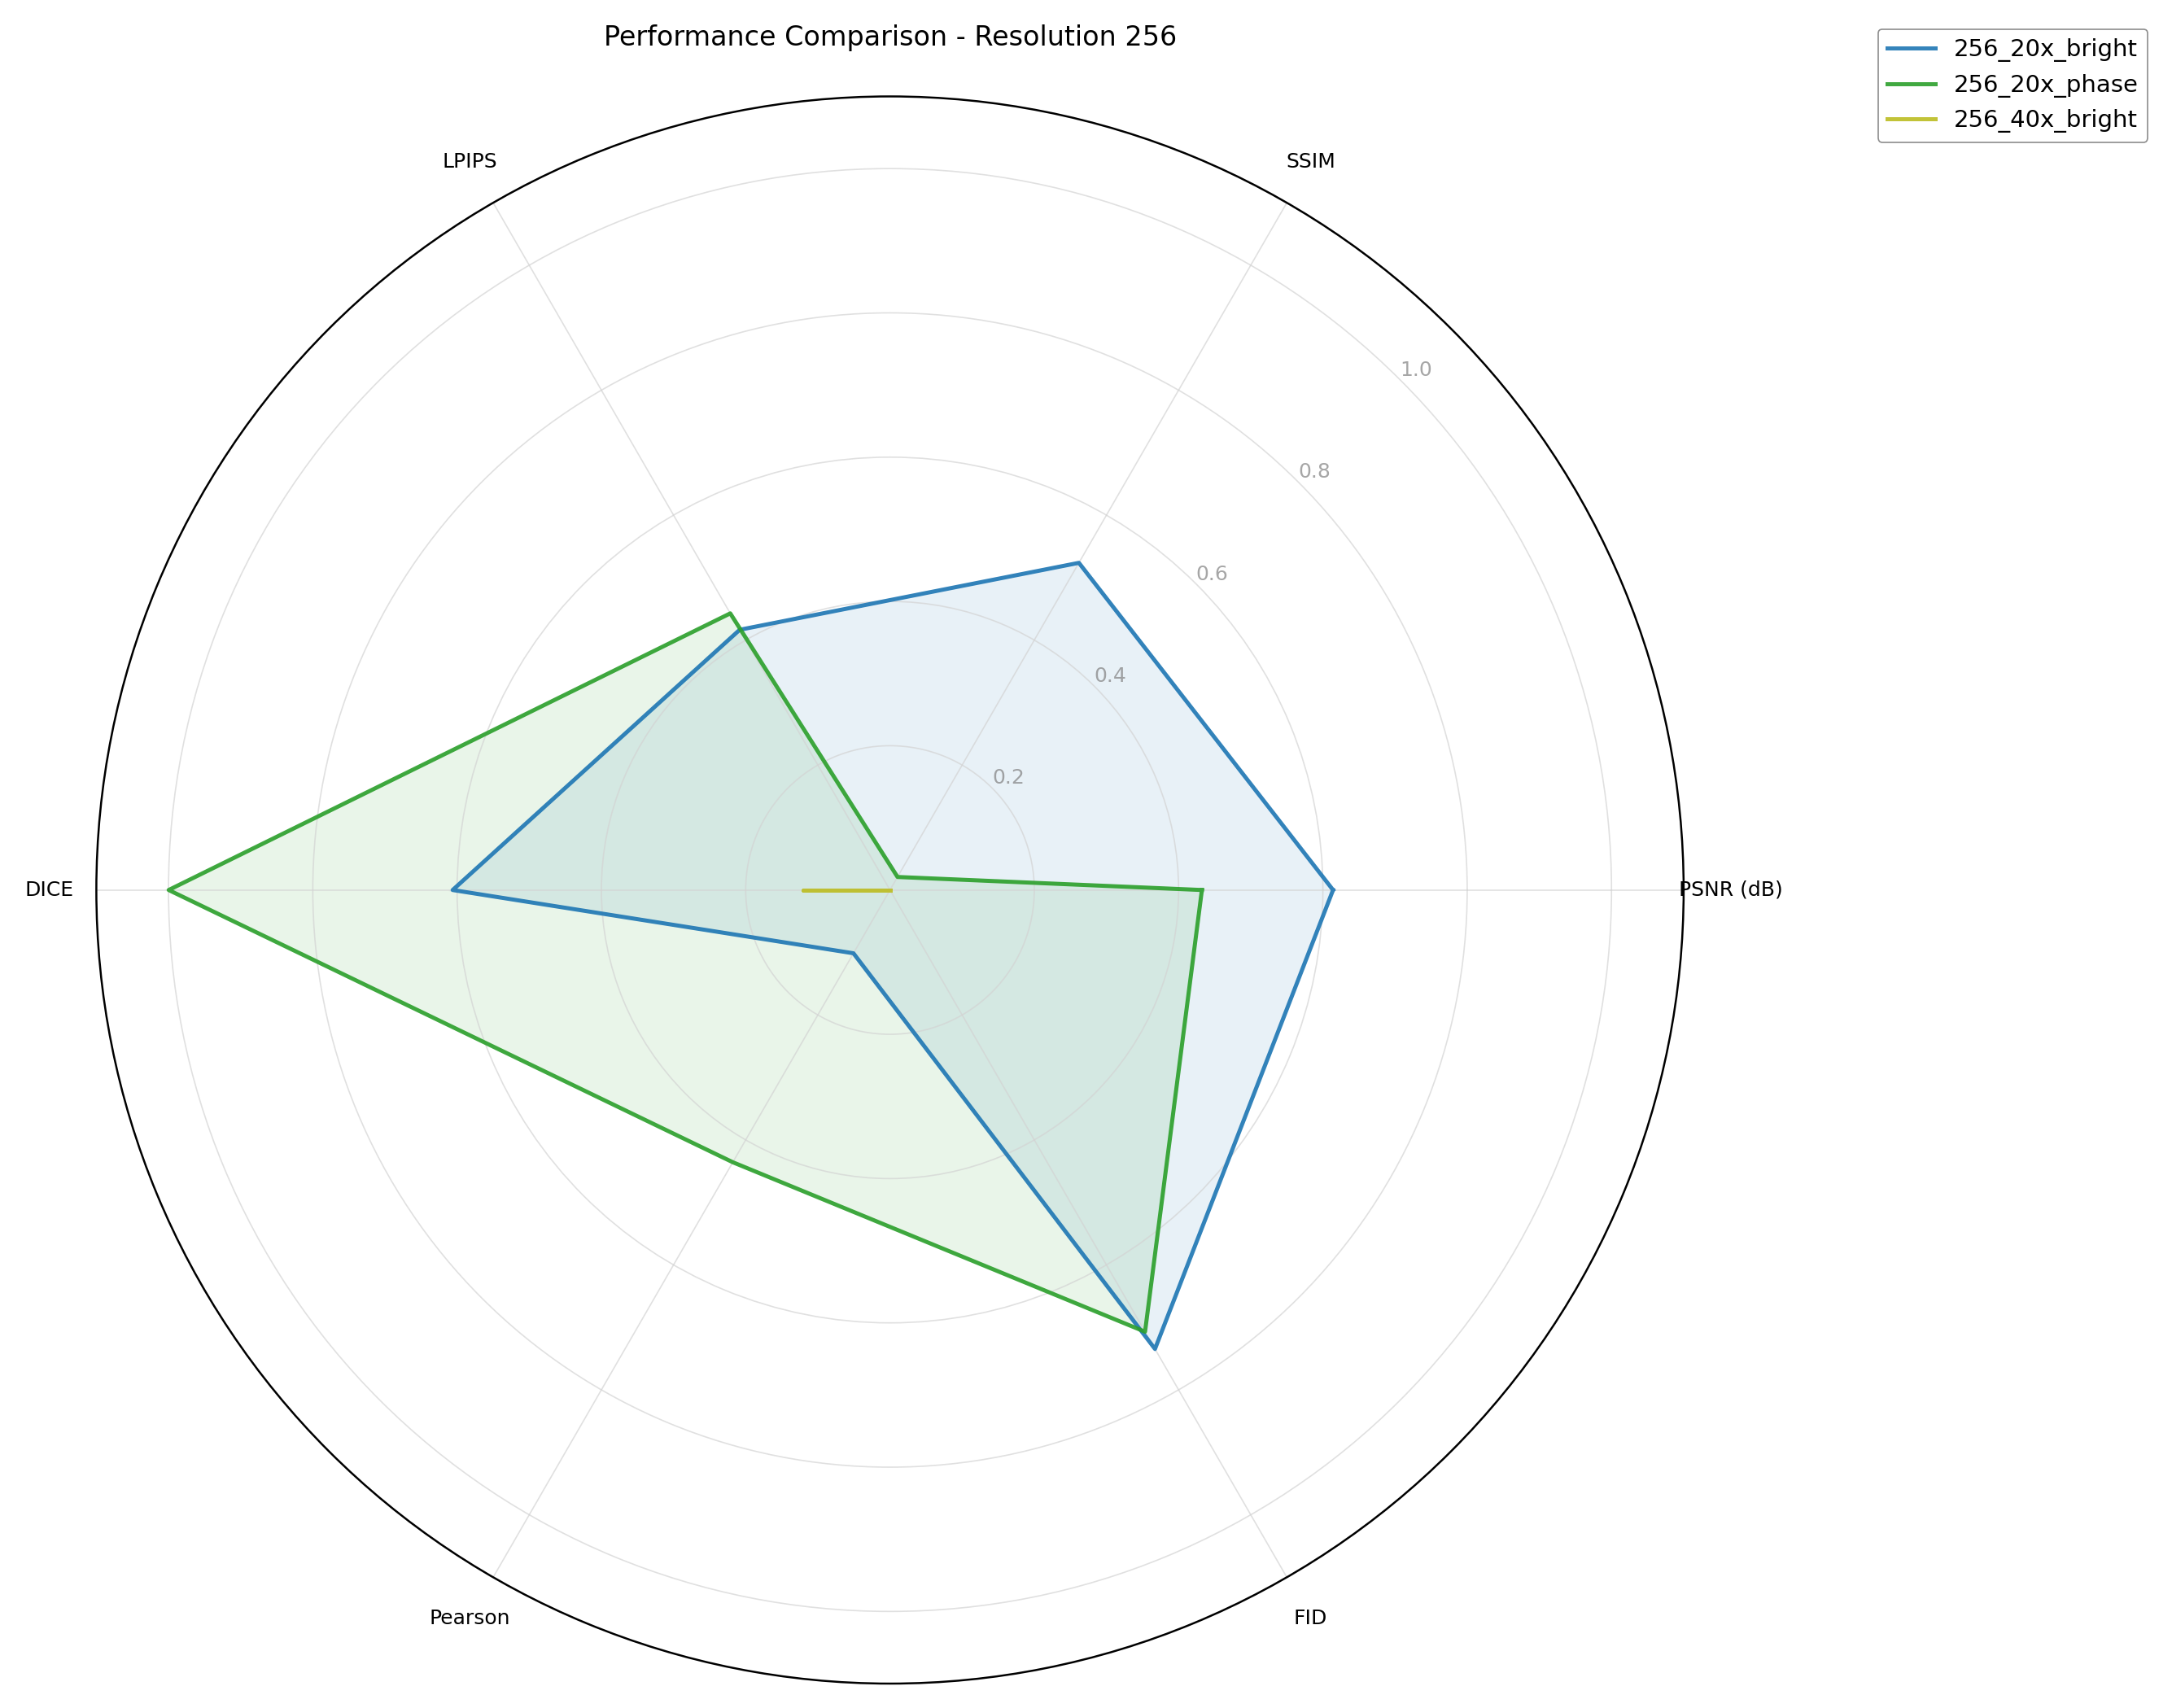 Performance Comparison - Resolution 256
256_20x_bright
256_20x_phase
256_40x_bright
LPIPS
SSIM
1.0
0.8
0.6
0.4
0.2
DICE
PSNR (dB)
Pearson
FID